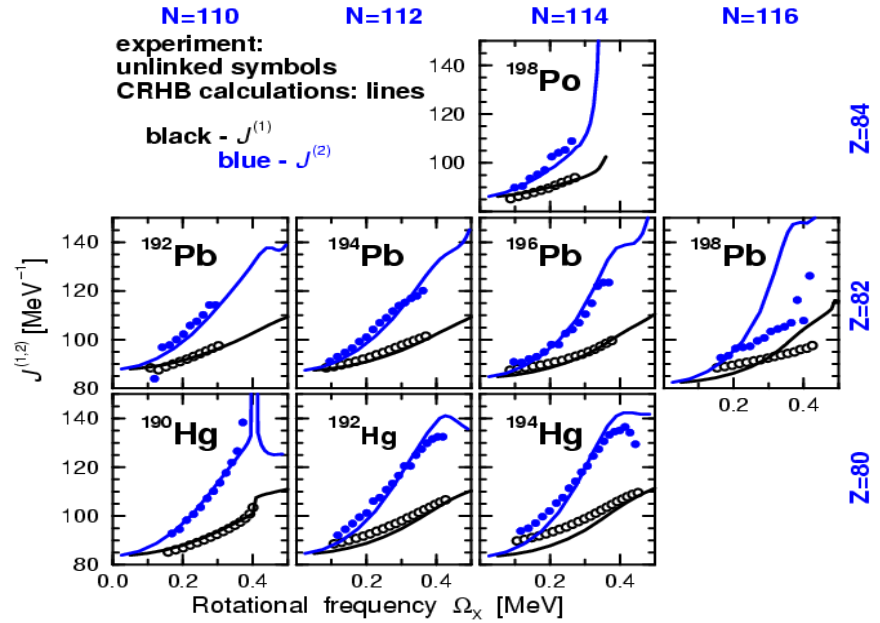 N=110 N=112 N=114 N=116
experiment:
unlinked symbols
CRHB calculations: lines
black - J⁽¹⁾
blue - J⁽²⁾
140
100
¹⁹⁸Po
Z=84
140
120
100
80
¹⁹²Pb
¹⁹⁴Pb
¹⁹⁶Pb
¹⁹⁸Pb
Z=82
J⁽¹,²⁾ [MeV⁻¹]
0.2 0.4
140
120
100
80
¹⁹⁰Hg
¹⁹²Hg
¹⁹⁴Hg
Z=80
0.0 0.2 0.4 0.2 0.4 0.2 0.4
Rotational frequency Ωₓ [MeV]